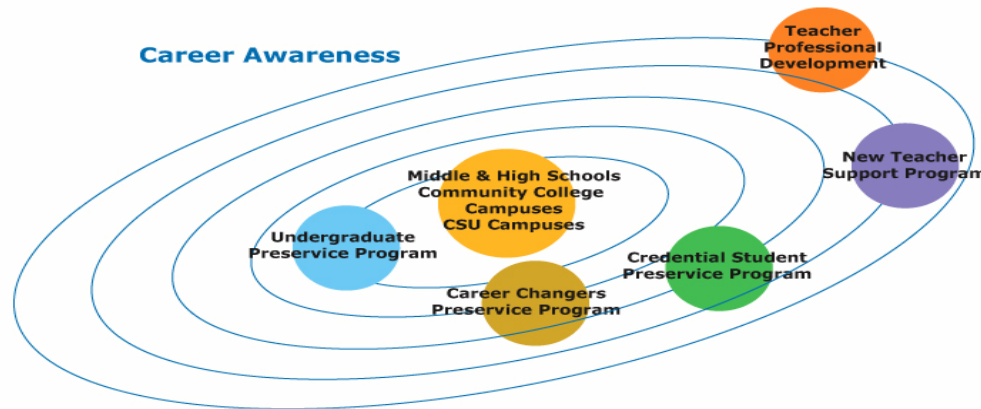 Career Awareness
Teacher
Professional
Development
Middle & High Schools
Community College
Campuses
CSU Campuses
New Teacher
Support Program
Undergraduate
Preservice Program
Credential Student
Preservice Program
Career Changers
Preservice Program